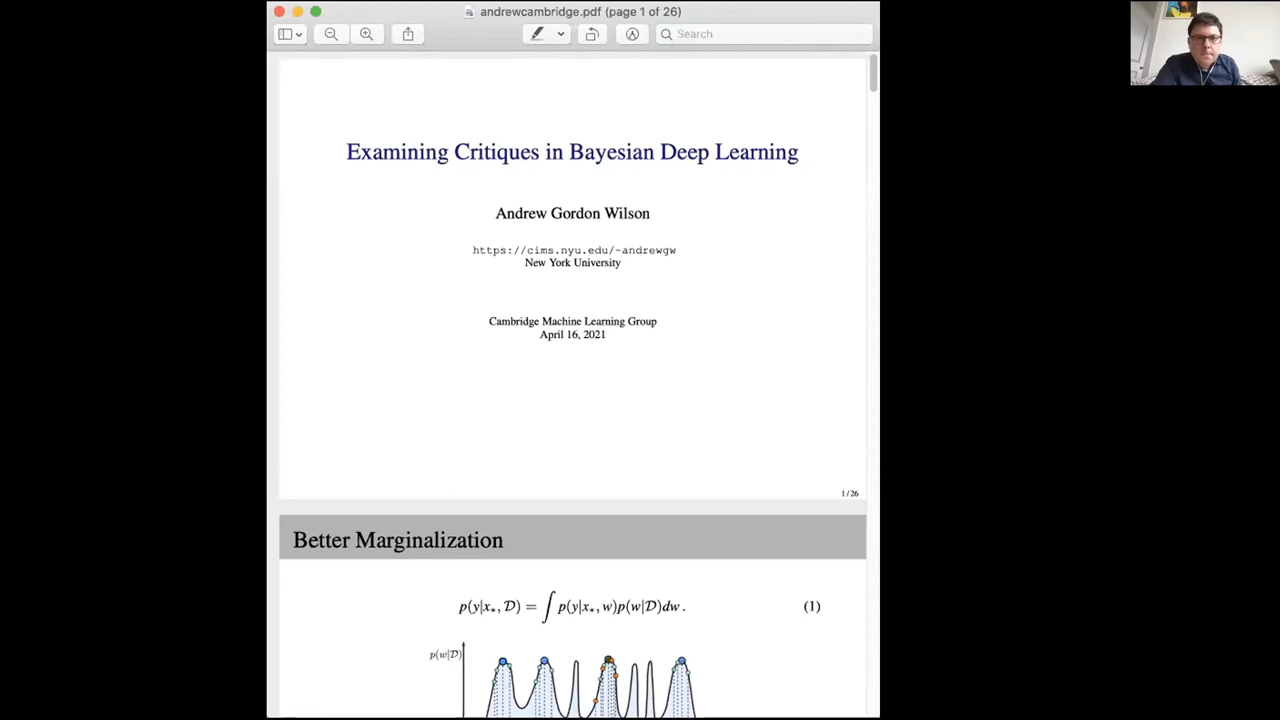 andrewcambridge.pdf (page 1 of 26)
Search
Examining Critiques in Bayesian Deep Learning
Andrew Gordon Wilson
https://cims.nyu.edu/~andrewgw
New York University
Cambridge Machine Learning Group
April 16, 2021
1 / 26
Better Marginalization
p(y|x*, D) = ∫ p(y|x*, w)p(w|D)dw . (1)
p(w|D)